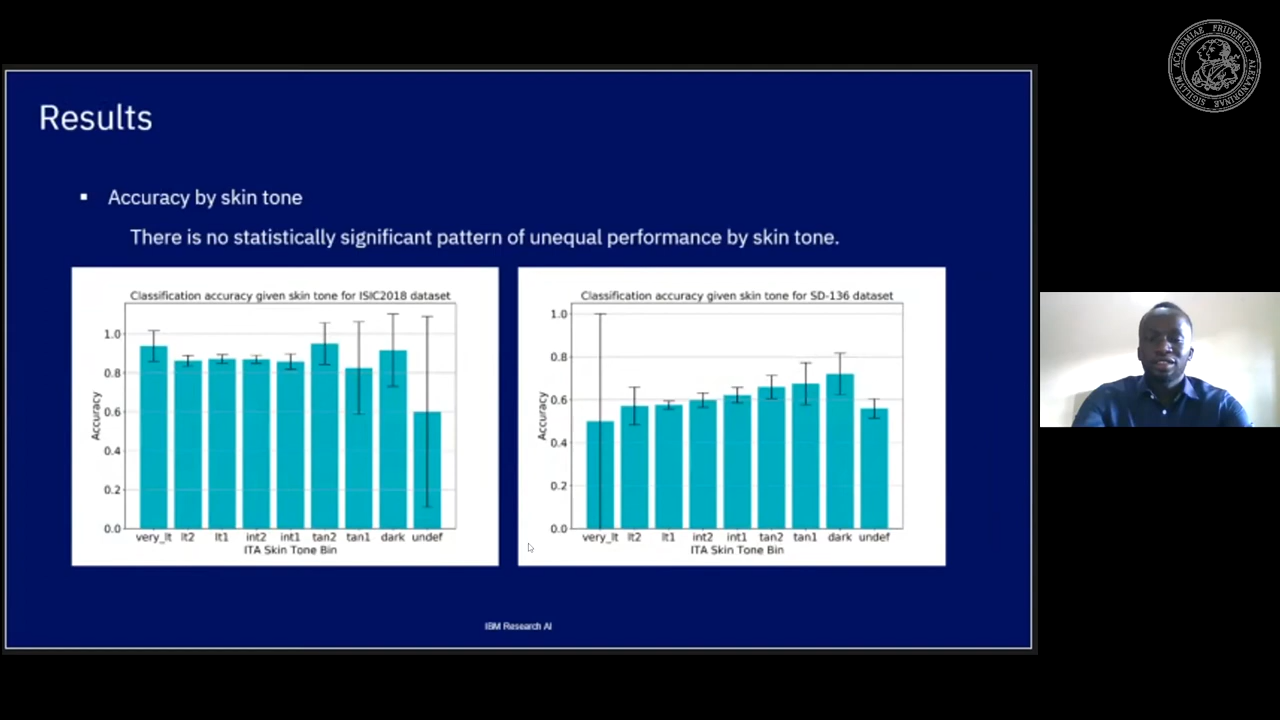 ACADEMIAE FRIDERICO ALEXANDRINAE SIGILLVM
Results
▪ Accuracy by skin tone
There is no statistically significant pattern of unequal performance by skin tone.
Classification accuracy given skin tone for ISIC2018 dataset
1.0
0.8
0.6
0.4
0.2
0.0
Accuracy
very_lt lt2 lt1 int2 int1 tan2 tan1 dark undef
ITA Skin Tone Bin
Classification accuracy given skin tone for SD-136 dataset
1.0
0.8
0.6
0.4
0.2
0.0
Accuracy
very_lt lt2 lt1 int2 int1 tan2 tan1 dark undef
ITA Skin Tone Bin
IBM Research AI